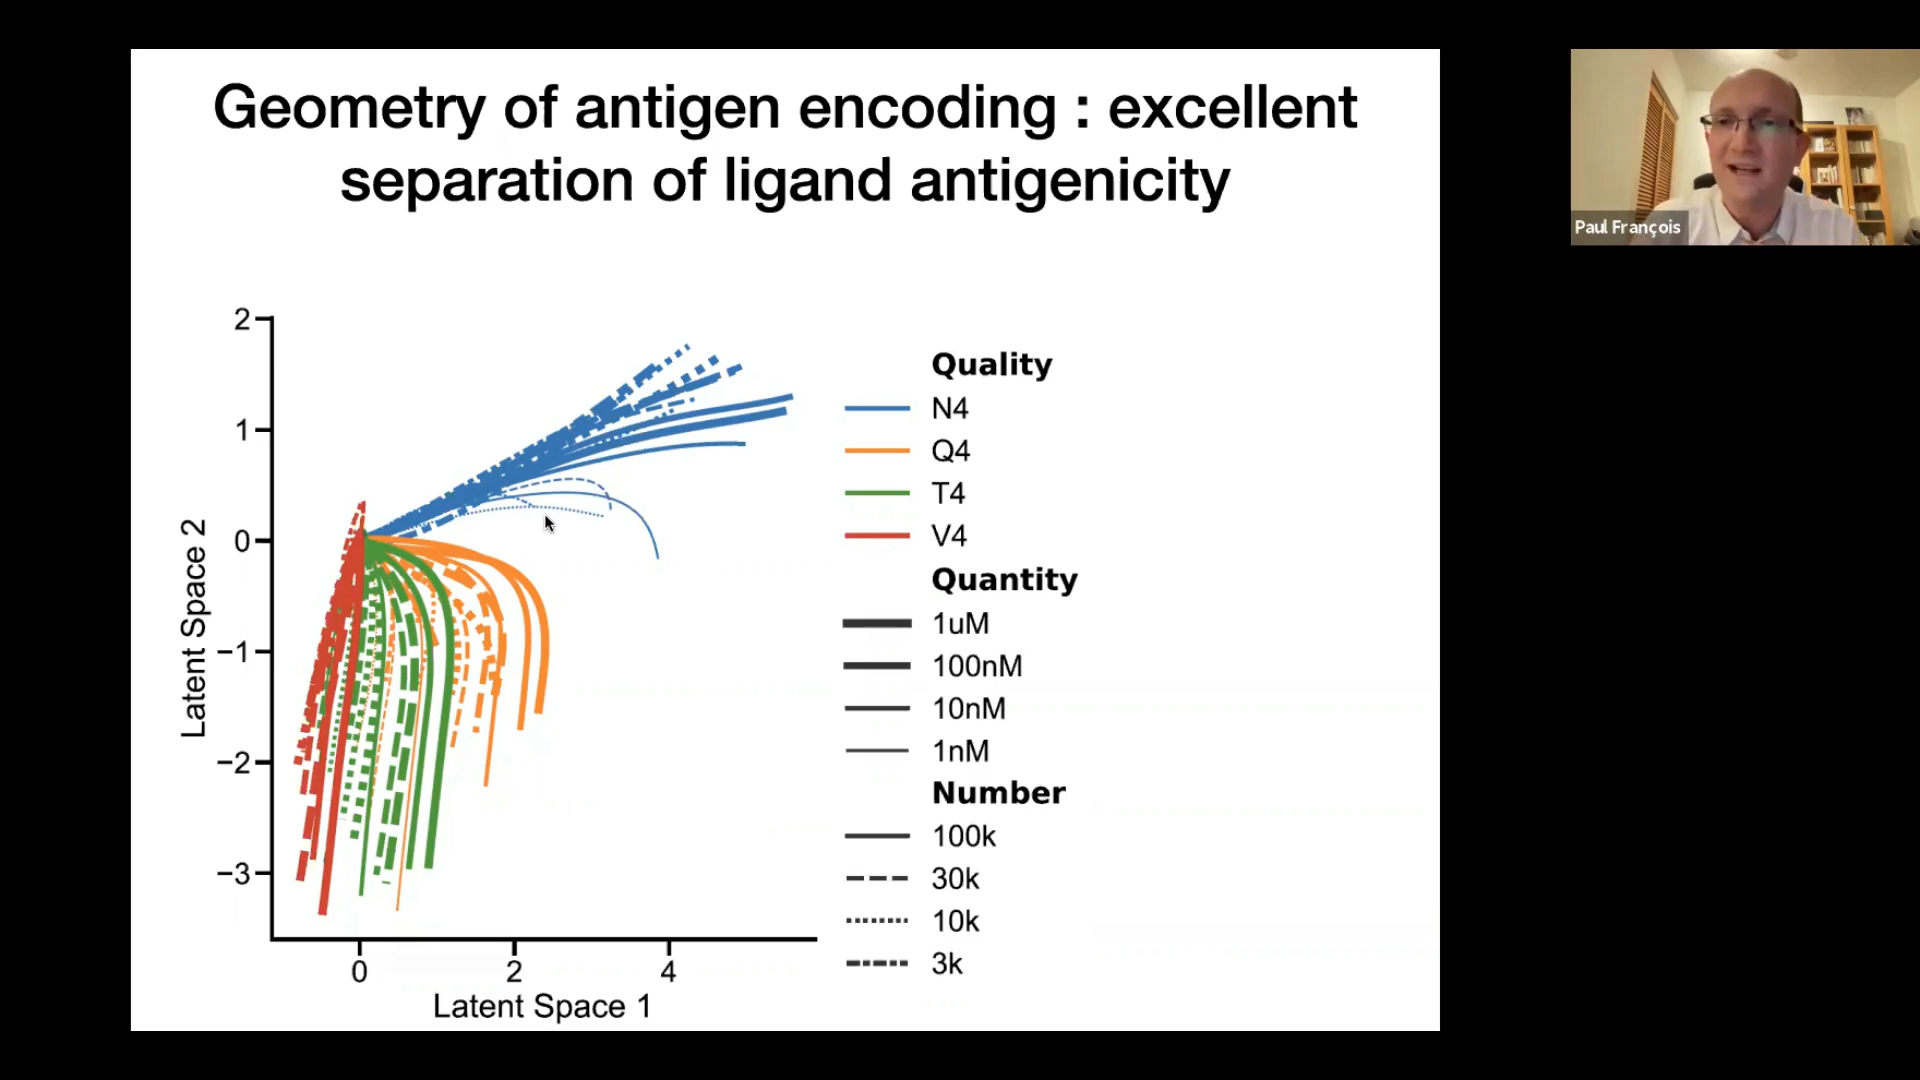 Geometry of antigen encoding : excellent
separation of ligand antigenicity
Paul François
2
1
0
−1
−2
−3
Latent Space 2
0
2
4
Latent Space 1
Quality
N4
Q4
T4
V4
Quantity
1uM
100nM
10nM
1nM
Number
100k
30k
10k
3k